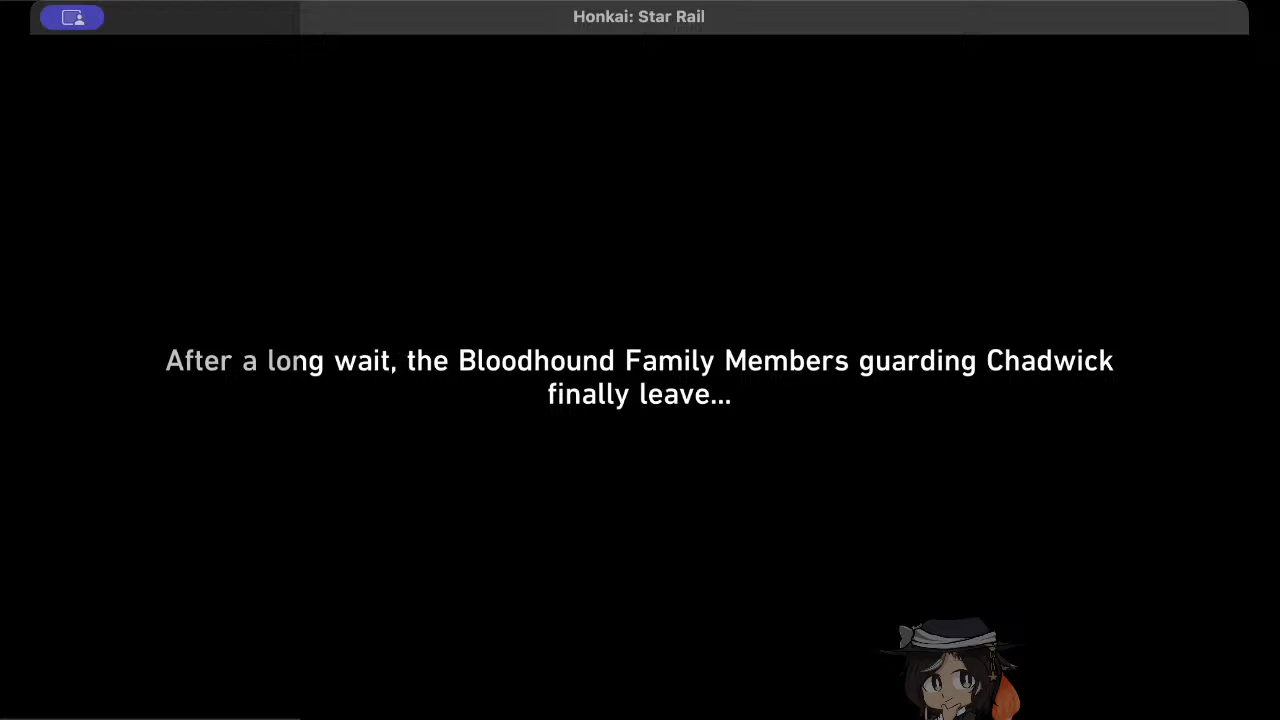 Honkai: Star Rail
After a long wait, the Bloodhound Family Members guarding Chadwick
finally leave...